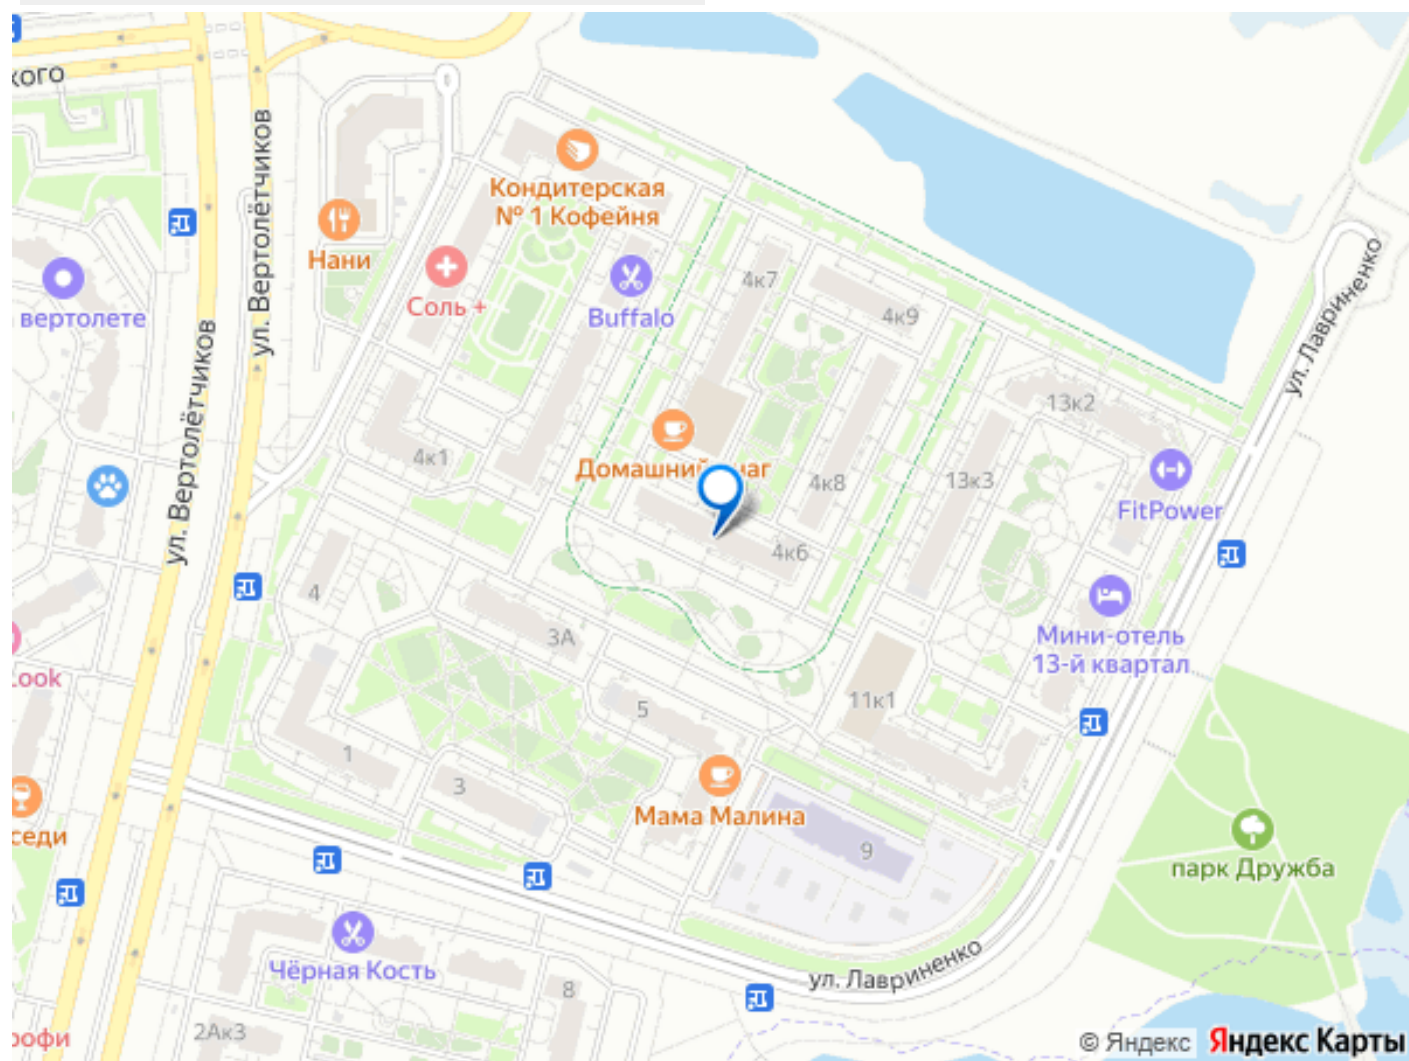 кого
ул. Вертолётчиков
Кондитерская
№ 1 Кофейня
Нани
Соль +
4к7
ул. Лавриненко
вертолете
Buffalo
4к9
ул. Вертолётчиков
13к2
4к1
Домашний
4к8
13к3
FitPower
4к6
4
3А
Мини-отель
13-й квартал
Look
11к1
5
1
3
Мама Малина
седи
9
парк Дружба
Чёрная Кость
ул. Лавриненко
8
2Ак3
рофи
© Яндекс Яндекс Карты